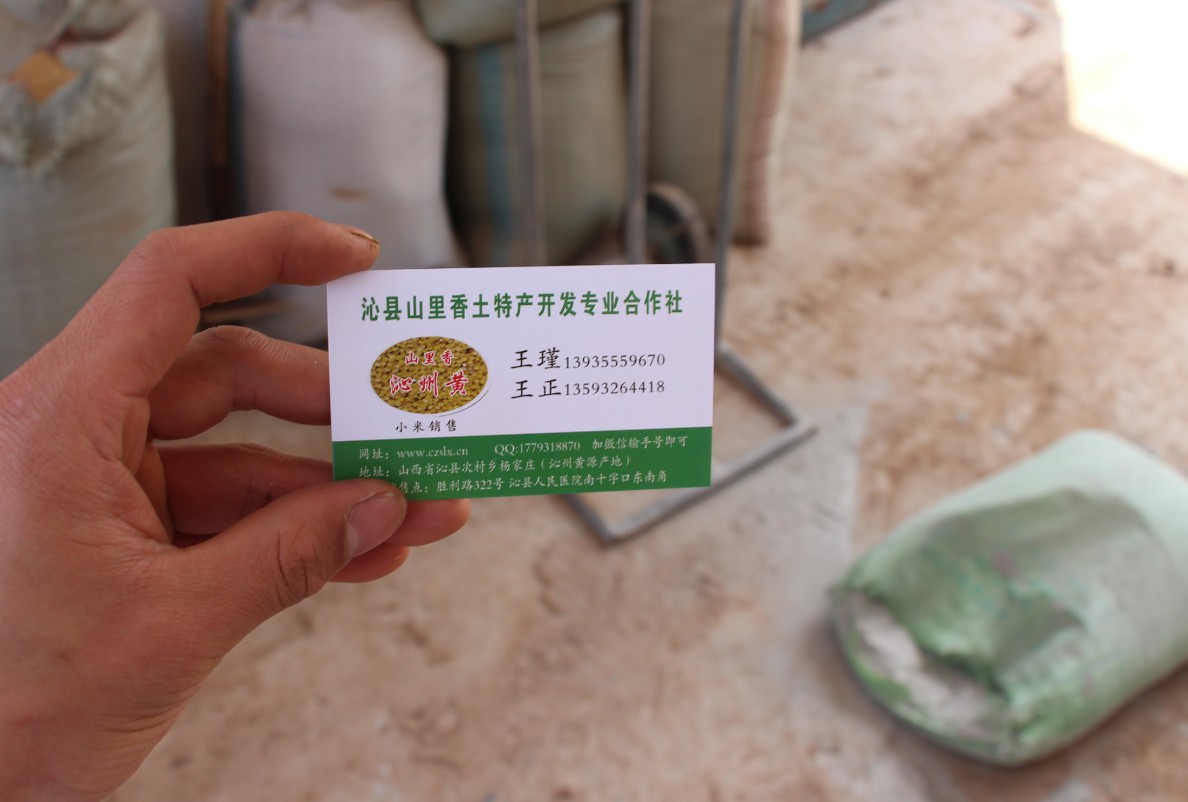 沁县山里香土特产开发专业合作社
山里香
沁州黄
小米销售
王瑾13935559670
王正13593264418
网址：www.czslx.cn QQ:1779318870 加微信输手号即可
地址：山西省沁县次村乡杨家庄（沁州黄源产地）
售点：胜利路322号 沁县人民医院南十字口东南角